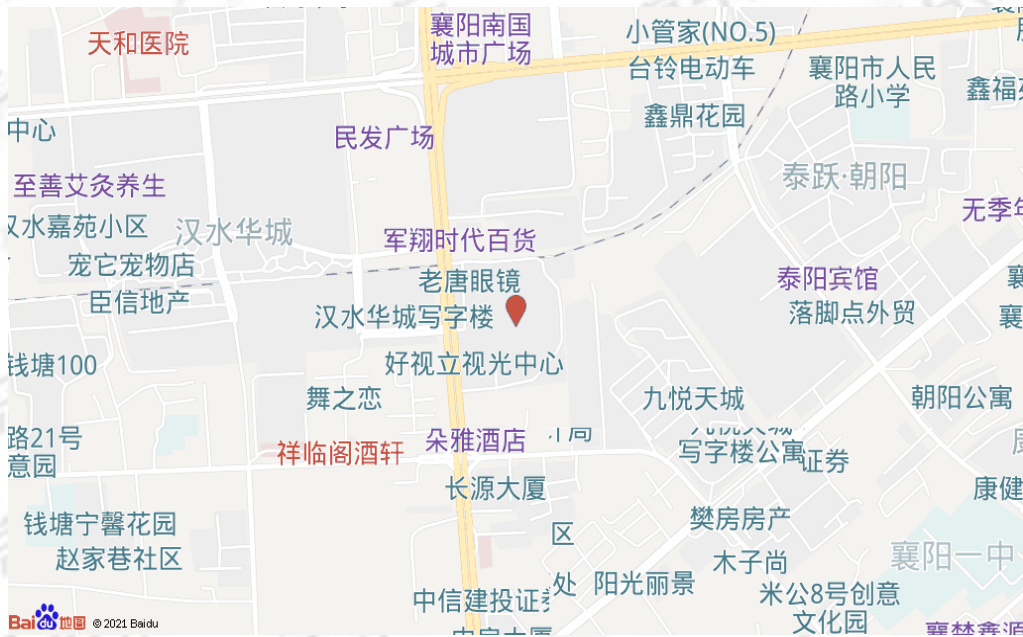 天和医院
襄阳南国
城市广场
小管家(NO.5)
台铃电动车
襄阳市人民
路小学
鑫福
鑫鼎花园
中心
民发广场
至善艾灸养生
泰跃·朝阳
无季
水嘉苑小区
汉水华城
军翔时代百货
宠它宠物店
老唐眼镜
泰阳宾馆
襄
臣信地产
汉水华城写字楼
落脚点外贸
襄
钱塘100
好视立视光中心
舞之恋
九悦天城
朝阳公寓
路21号
意园
朵雅酒店
局
写字楼公寓
证券
祥临阁酒轩
长源大厦
康健
钱塘宁馨花园
樊房房产
赵家巷社区
区
木子尚
襄阳一中
处
阳光丽景
中信建投证
米公8号创意
文化园
Bai du 地图
© 2021 Baidu